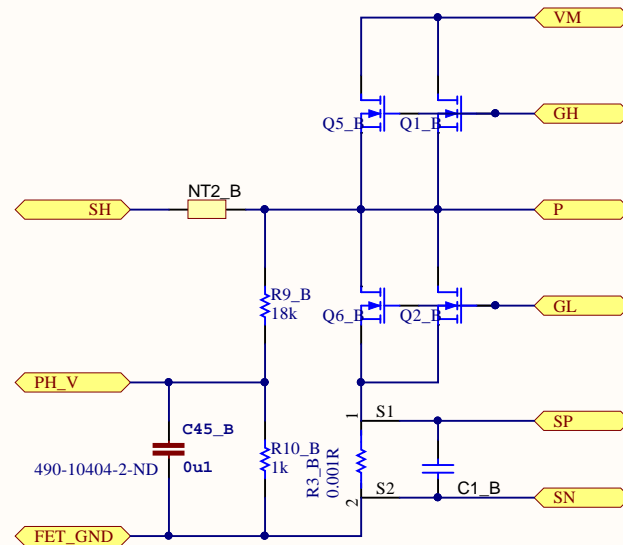 VM
Q5_B
Q1_B
GH
NT2_B
SH
P
R9_B
18k
Q6_B
Q2_B
GL
PH_V
1
S1
SP
C45_B
0u1
490-10404-2-ND
R10_B
1k
R3_B
0.001R
2
S2
C1_B
SN
FET_GND